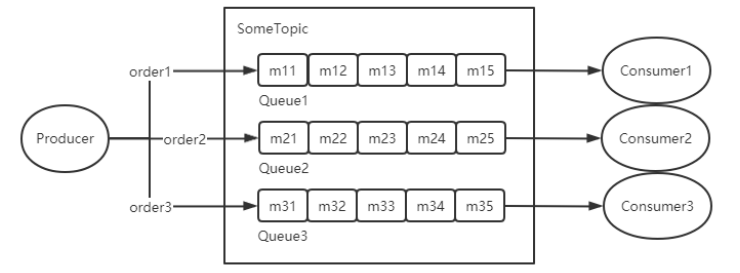 SomeTopic
order1
m11 m12 m13 m14 m15
Consumer1
Queue1
Producer
order2
m21 m22 m23 m24 m25
Consumer2
Queue2
order3
m31 m32 m33 m34 m35
Consumer3
Queue3